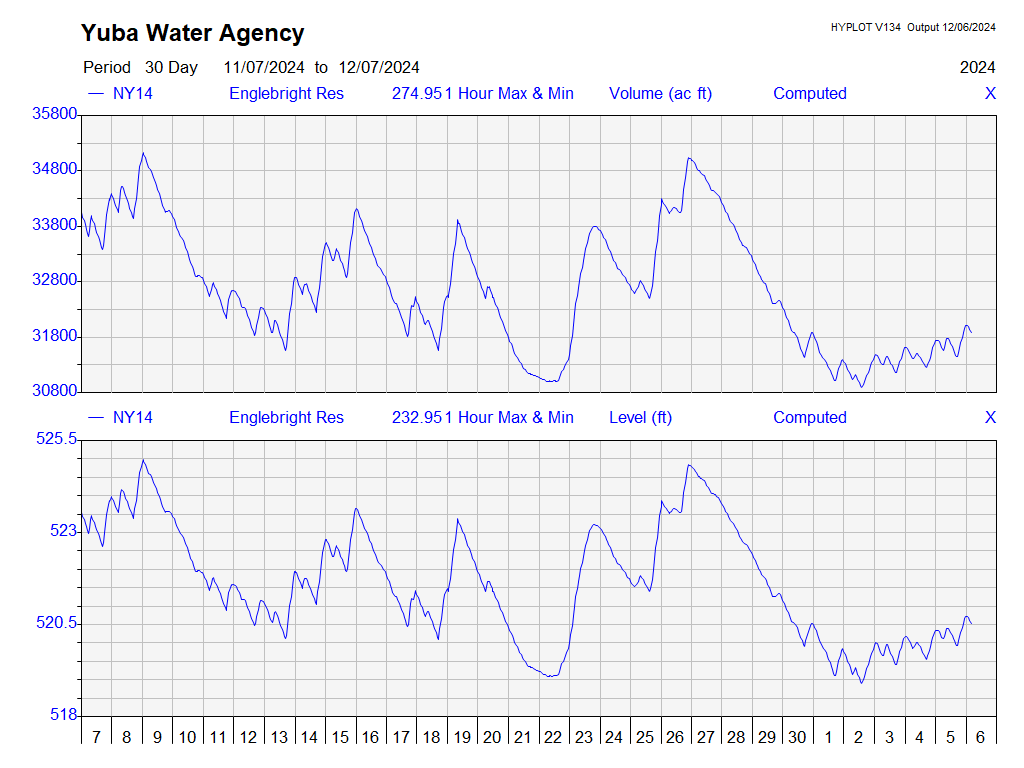 Yuba Water Agency
HYPLOT V134 Output 12/06/2024
Period 30 Day 11/07/2024 to 12/07/2024
2024
— NY14 Englebright Res 274.951 Hour Max & Min Volume (ac ft) Computed X
35800
34800
33800
32800
31800
30800
— NY14 Englebright Res 232.951 Hour Max & Min Level (ft) Computed X
525.5
523
520.5
518
7 8 9 10 11 12 13 14 15 16 17 18 19 20 21 22 23 24 25 26 27 28 29 30 1 2 3 4 5 6